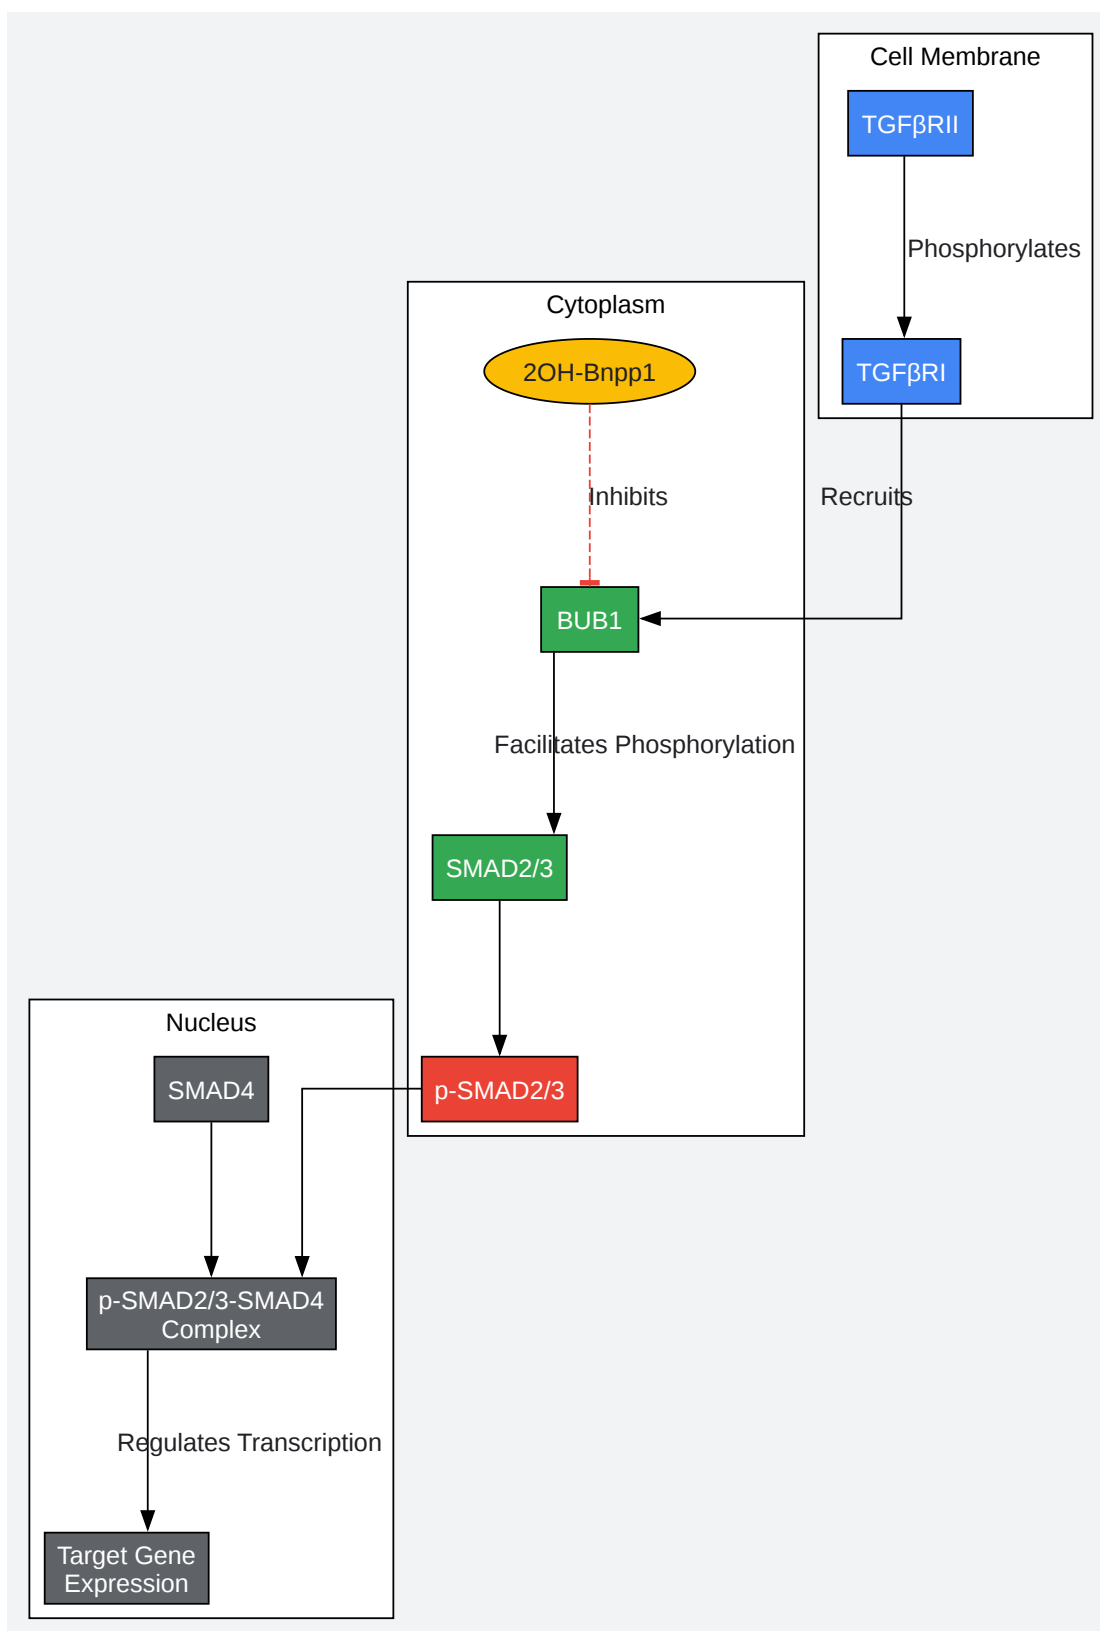 Cell Membrane
TGFβRII
Phosphorylates
TGFβRI
Recruits
Cytoplasm
2OH-Bnpp1
Inhibits
BUB1
Facilitates Phosphorylation
SMAD2/3
p-SMAD2/3
Nucleus
SMAD4
p-SMAD2/3-SMAD4
Complex
Regulates Transcription
Target Gene
Expression